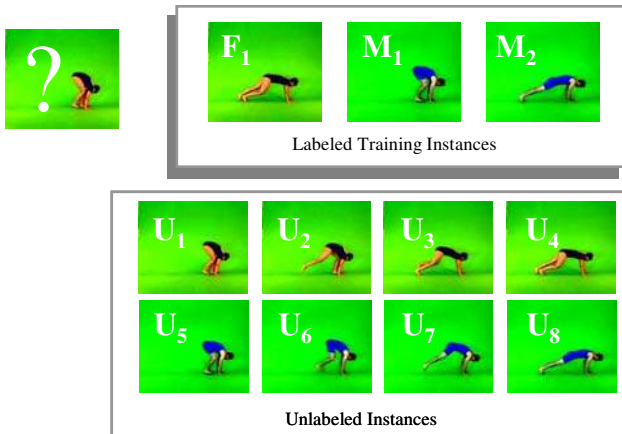 ?
F1
M1
M2
Labeled Training Instances
U1
U2
U3
U4
U5
U6
U7
U8
Unlabeled Instances